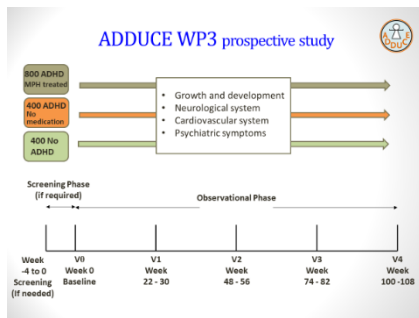 ADDUCE WP3 prospective study
ADDUCE
800 ADHD
MPH treated
400 ADHD
No
medication
400 No
ADHD
• Growth and development
• Neurological system
• Cardiovascular system
• Psychiatric symptoms
Screening Phase
(if required)
Observational Phase
Week
-4 to 0
Screening
(If needed)
V0
Week 0
Baseline
V1
Week
22 - 30
V2
Week
48 - 56
V3
Week
74 - 82
V4
Week
100 -108